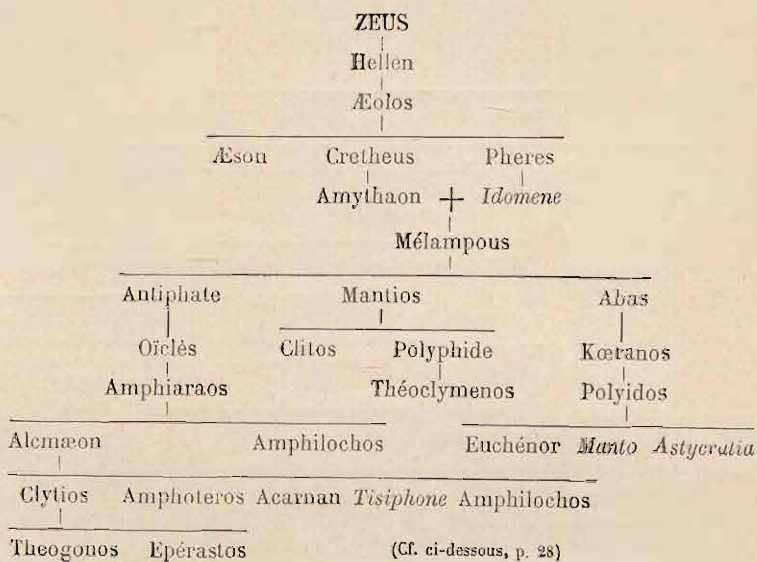 ZEUS
Hellen
Æolos
Æson Cretheus Pheres
Amythaon + Idomene
Mélampous
Antiphate Mantios Abas
Oïclès Clitos Polyphide Kœranos
Amphiaraos Théoclymenos Polyidos
Alcmæon Amphilochos Euchénor Manto Astycratia
Clytios Amphoteros Acarnan Tisiphone Amphilochos
Theogonos Epérastos (Cf. ci-dessous, p. 28)